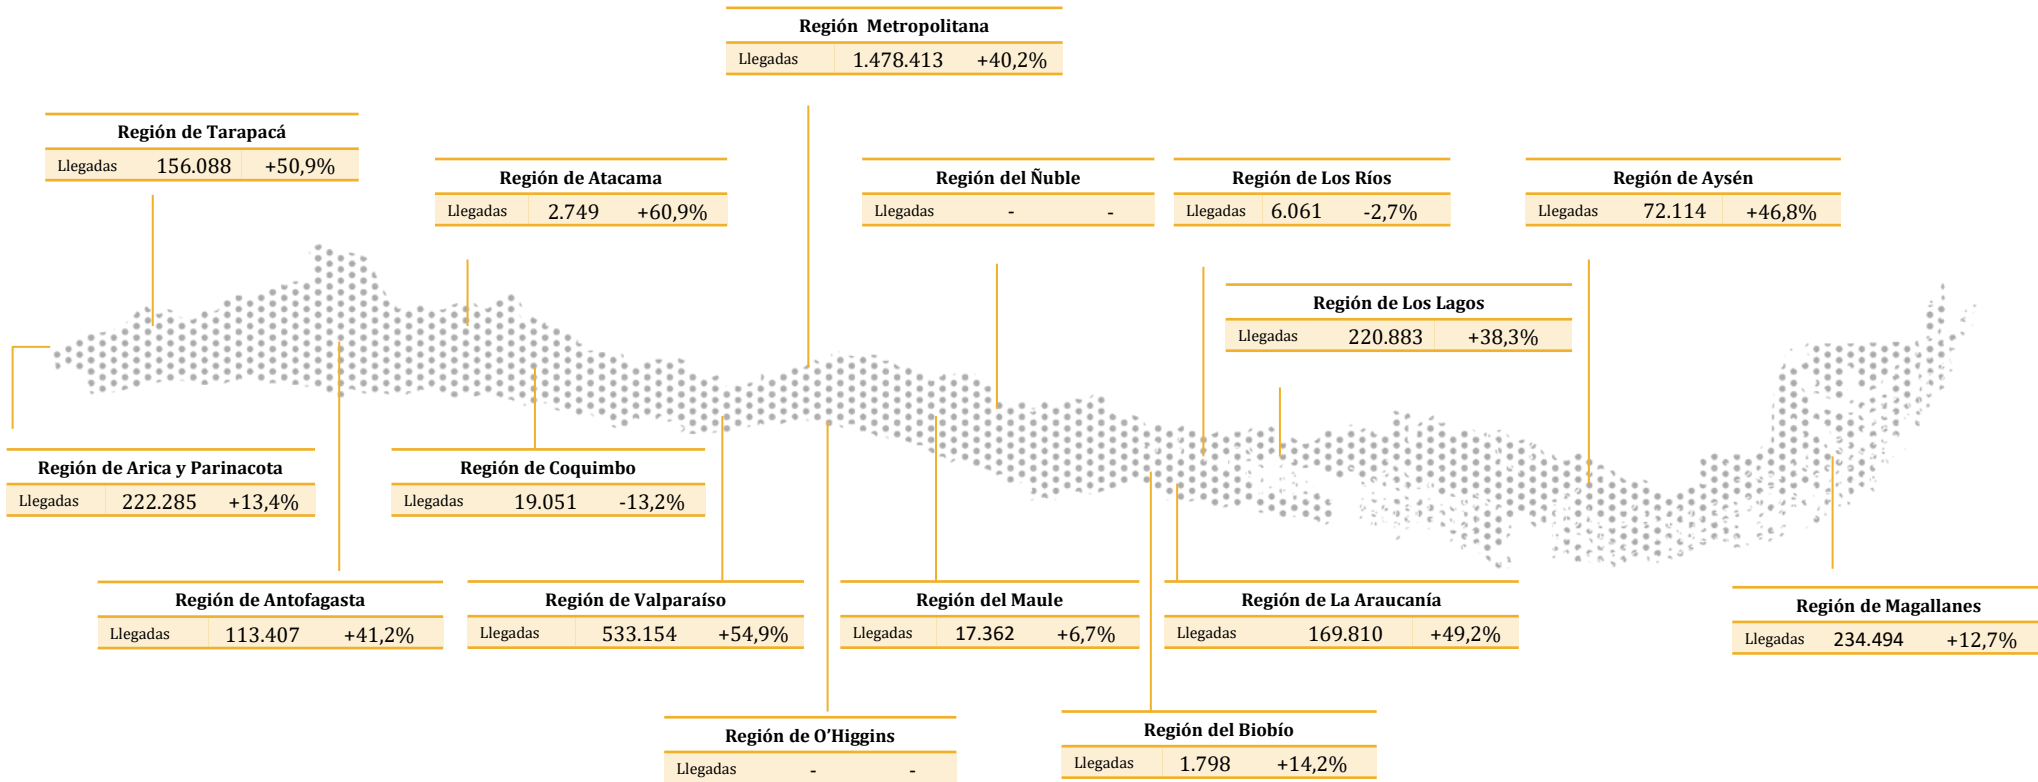 Región Metropolitana
Llegadas 1.478.413 +40,2%
Región de Tarapacá
Llegadas 156.088 +50,9%
Región de Atacama
Llegadas 2.749 +60,9%
Región del Ñuble
Llegadas - -
Región de Los Ríos
Llegadas 6.061 -2,7%
Región de Aysén
Llegadas 72.114 +46,8%
Región de Los Lagos
Llegadas 220.883 +38,3%
Región de Arica y Parinacota
Llegadas 222.285 +13,4%
Región de Coquimbo
Llegadas 19.051 -13,2%
Región de Antofagasta
Llegadas 113.407 +41,2%
Región de Valparaíso
Llegadas 533.154 +54,9%
Región del Maule
Llegadas 17.362 +6,7%
Región de La Araucanía
Llegadas 169.810 +49,2%
Región de Magallanes
Llegadas 234.494 +12,7%
Región de O’Higgins
Llegadas - -
Región del Biobío
Llegadas 1.798 +14,2%